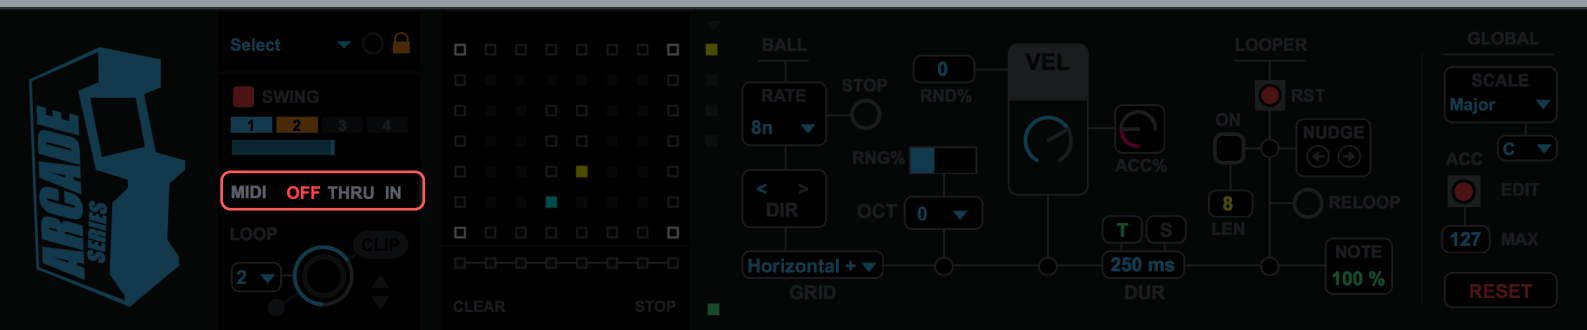 ARCADE
SERIES
Select
SWING
1 2 3 4
MIDI OFF THRU IN
LOOP
CLIP
2
CLEAR STOP
BALL
RATE
8n
STOP
< >
DIR
Horizontal +
GRID
0
RND%
RNG%
OCT 0
VEL
ACC%
T S
250 ms
DUR
LOOPER
RST
ON
NUDGE
RELOOP
8
LEN
NOTE
100 %
GLOBAL
SCALE
Major
C
ACC
EDIT
127 MAX
RESET